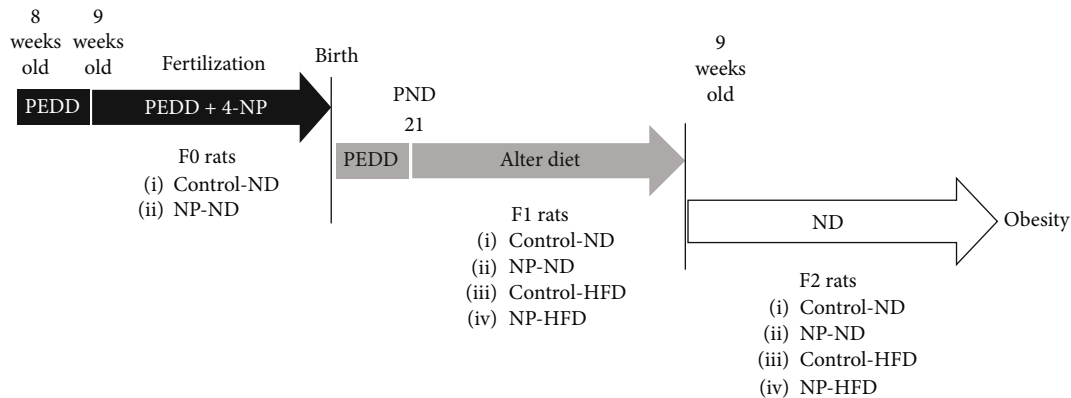 8
weeks
old
9
weeks
old
Fertilization
Birth
PEDD
PEDD + 4-NP
F0 rats
(i) Control-ND
(ii) NP-ND
PND
21
PEDD
Alter diet
F1 rats
(i) Control-ND
(ii) NP-ND
(iii) Control-HFD
(iv) NP-HFD
9
weeks
old
ND
Obesity
F2 rats
(i) Control-ND
(ii) NP-ND
(iii) Control-HFD
(iv) NP-HFD